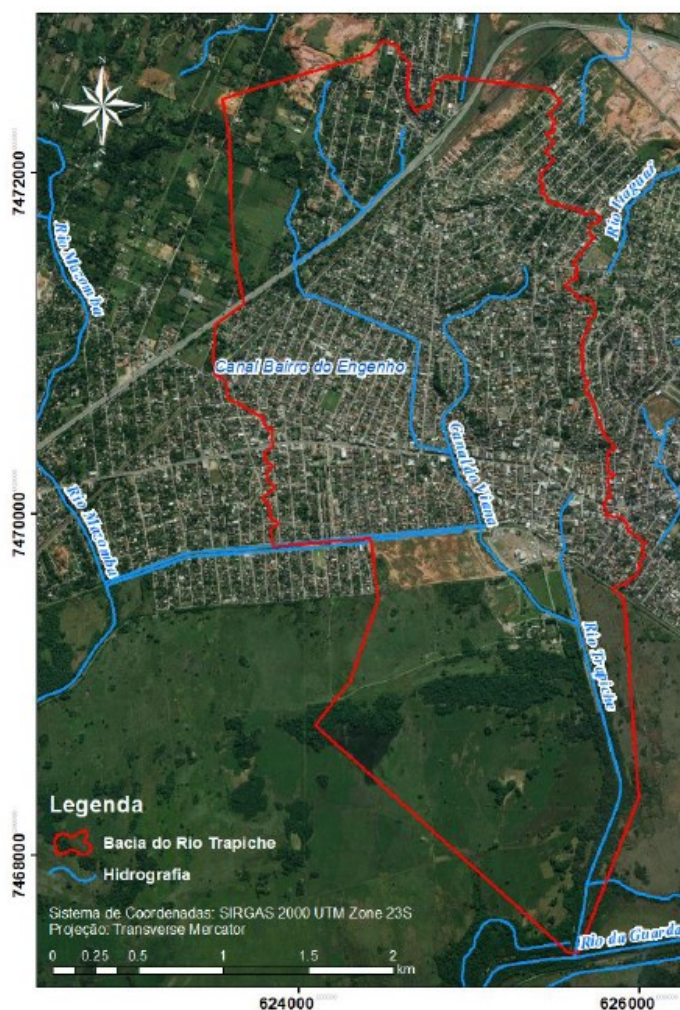 7472000
Rio Itaguaí
Rio Mazomba
Canal Bairro do Engenho
Canal do Viana
7470000
Rio Mazomba
Rio Trapiche
Legenda
Bacia do Rio Trapiche
7468000
Hidrografia
Sistema de Coordenadas: SIRGAS 2000 UTM Zone 23S
Projeção: Transverse Mercator
Rio da Guarda
0 0.25 0.5 1 1.5 2
km
624000
626000